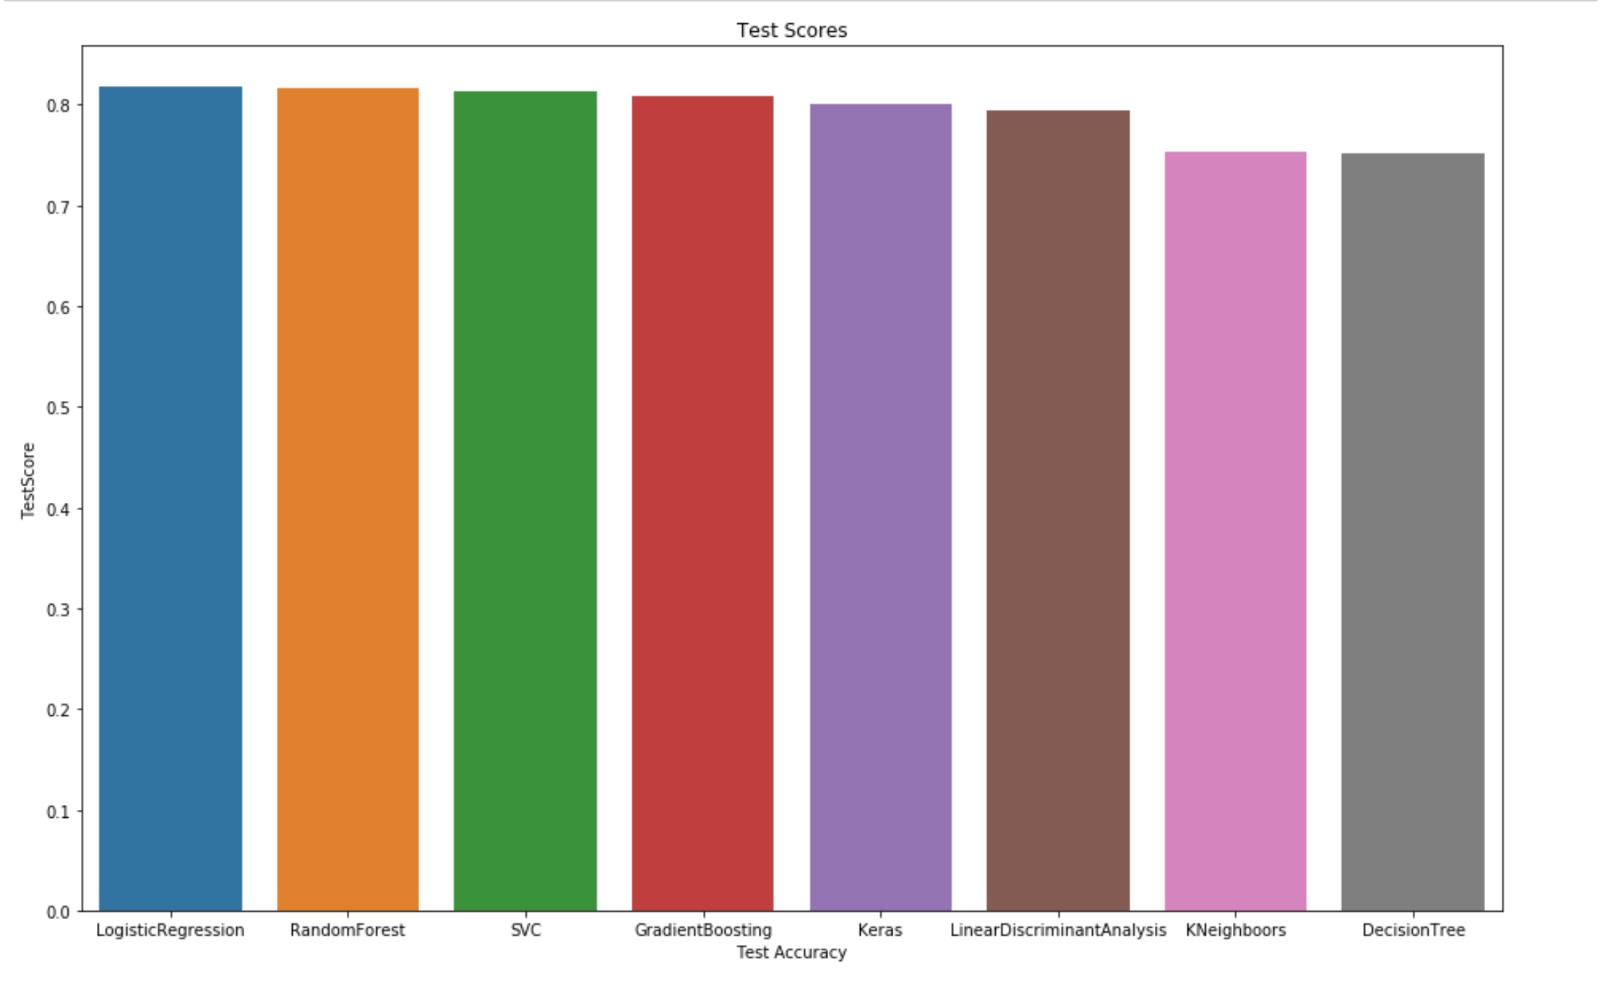 Test Scores
0.8
0.7
0.6
0.5
0.4
0.3
0.2
0.1
0.0
TestScore
LogisticRegression RandomForest SVC GradientBoosting Keras LinearDiscriminantAnalysis KNeighboors DecisionTree
Test Accuracy